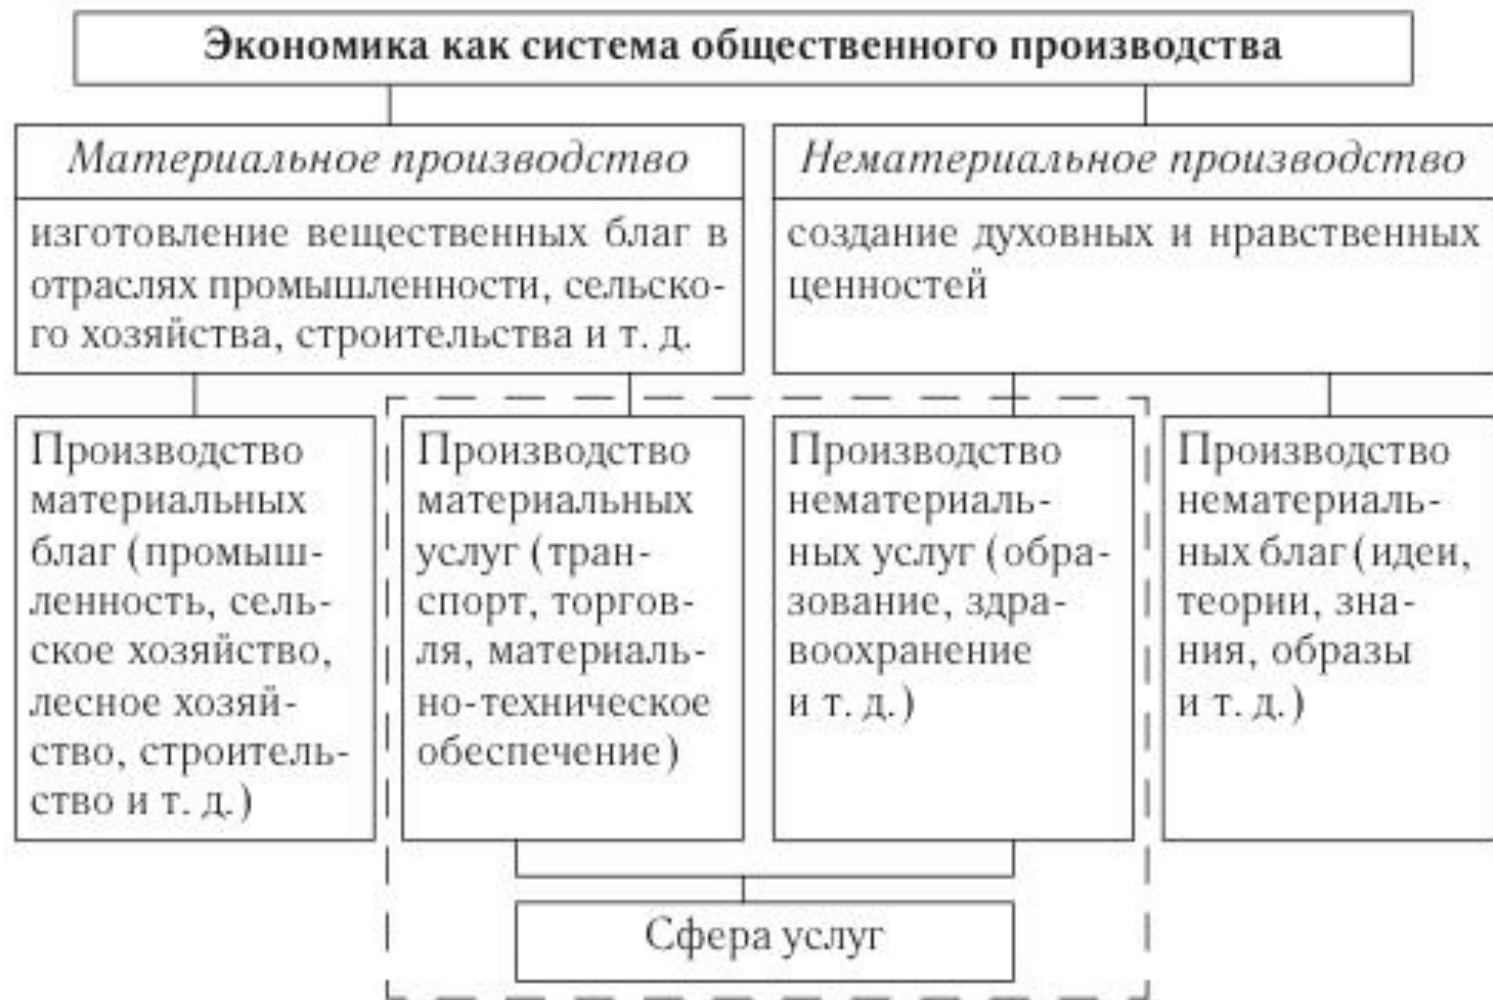 Экономика как система общественного производства
Материальное производство
изготовление вещественных благ в
отраслях промышленности, сельско-
го хозяйства, строительства и т. д.
Нематериальное производство
создание духовных и нравственных
ценностей
Производство
материальных
благ (промыш-
ленность, сель-
ское хозяйство,
лесное хозяй-
ство, строитель-
ство и т. д.)
Производство
материальных
услуг (тран-
спорт, торгов-
ля, материаль-
но-техническое
обеспечение)
Производство
нематериаль-
ных услуг (обра-
зование, здра-
воохранение
и т. д.)
Производство
нематериаль-
ных благ (идеи,
теории, зна-
ния, образы
и т. д.)
Сфера услуг